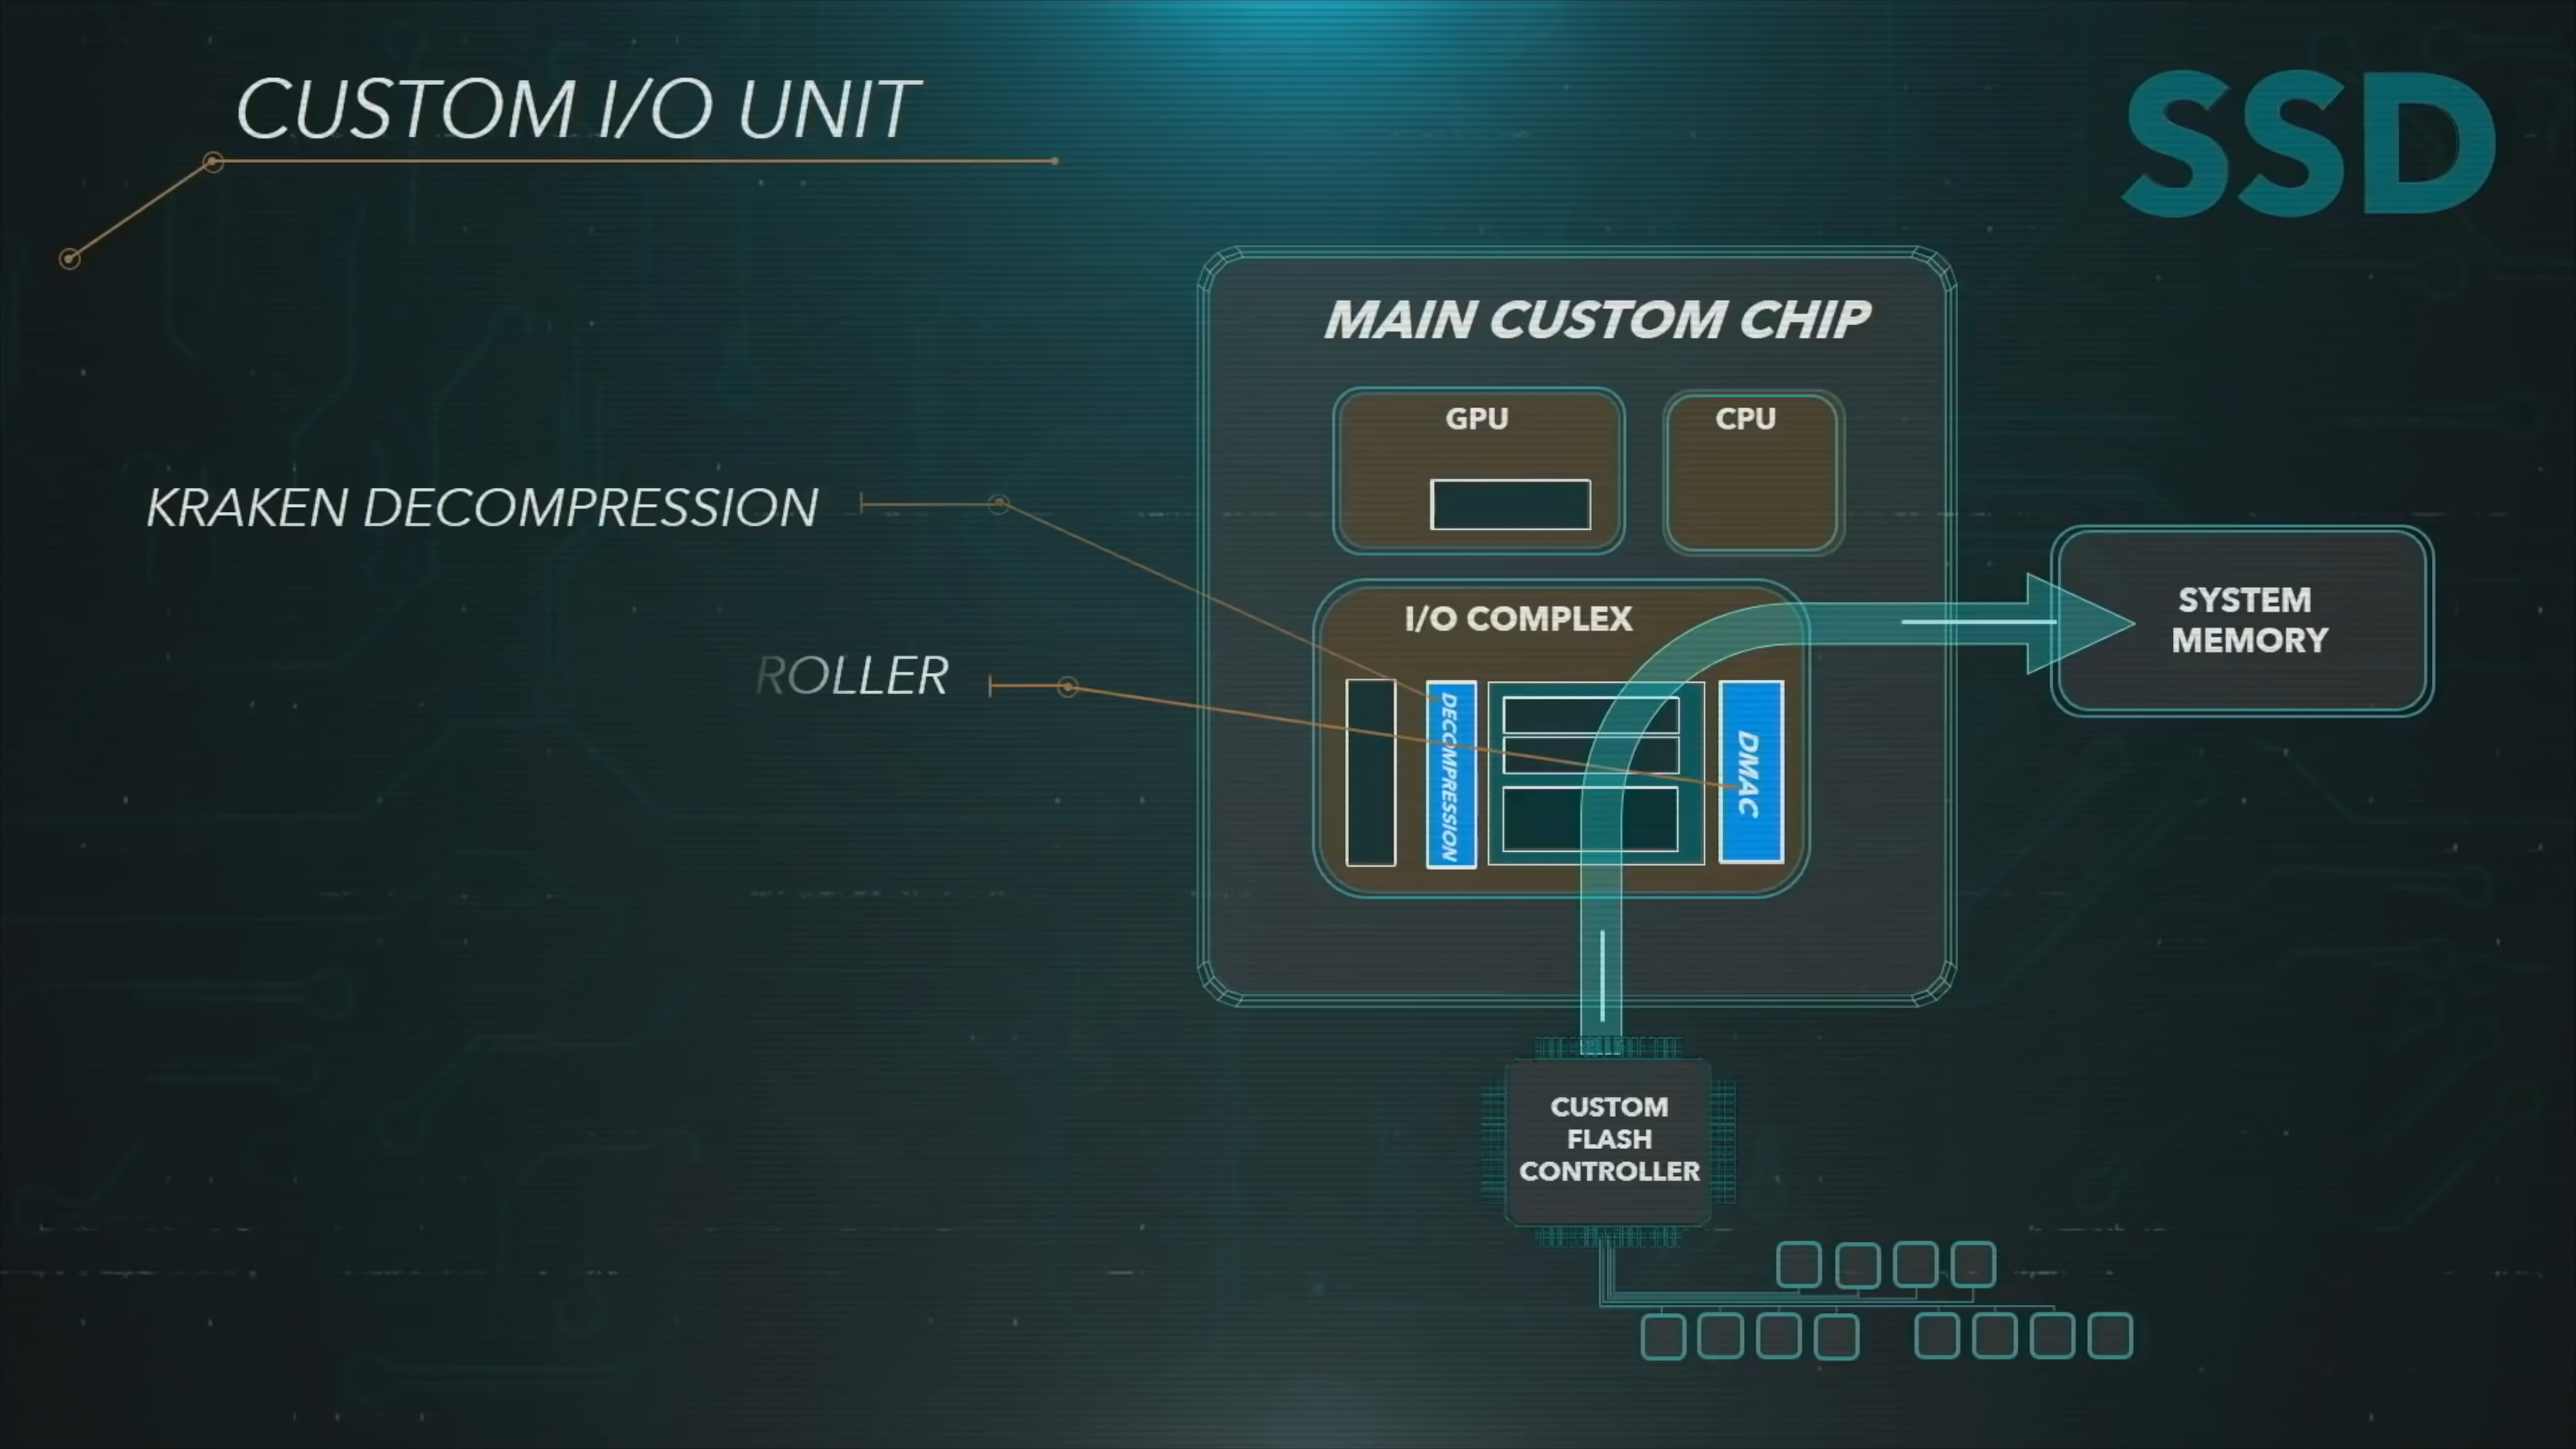 CUSTOM I/O UNIT
SSD
MAIN CUSTOM CHIP
GPU
CPU
KRAKEN DECOMPRESSION
I/O COMPLEX
SYSTEM
MEMORY
ROLLER
DECOMPRESSION
DMAC
CUSTOM
FLASH
CONTROLLER